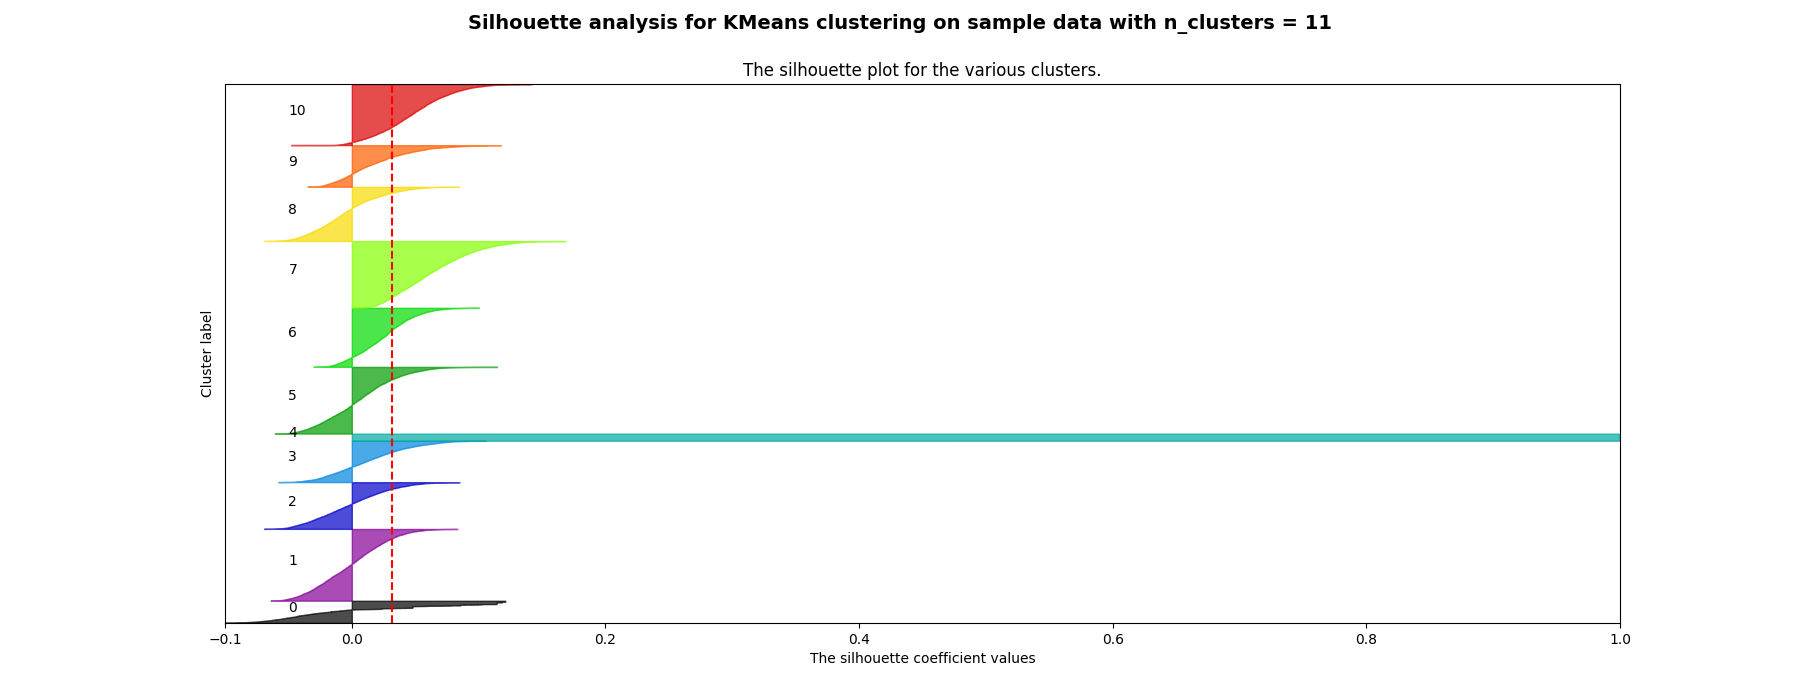 Silhouette analysis for KMeans clustering on sample data with n_clusters = 11
The silhouette plot for the various clusters.
10
9
8
7
6
5
4
3
2
1
0
Cluster label
−0.1 0.0 0.2 0.4 0.6 0.8 1.0
The silhouette coefficient values